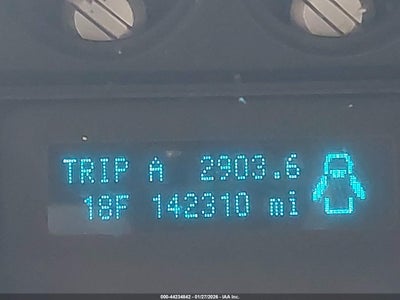 TRIP A 2903.6
18F 142310 mi
000-44234842 - 01/27/2026 - IAA Inc.